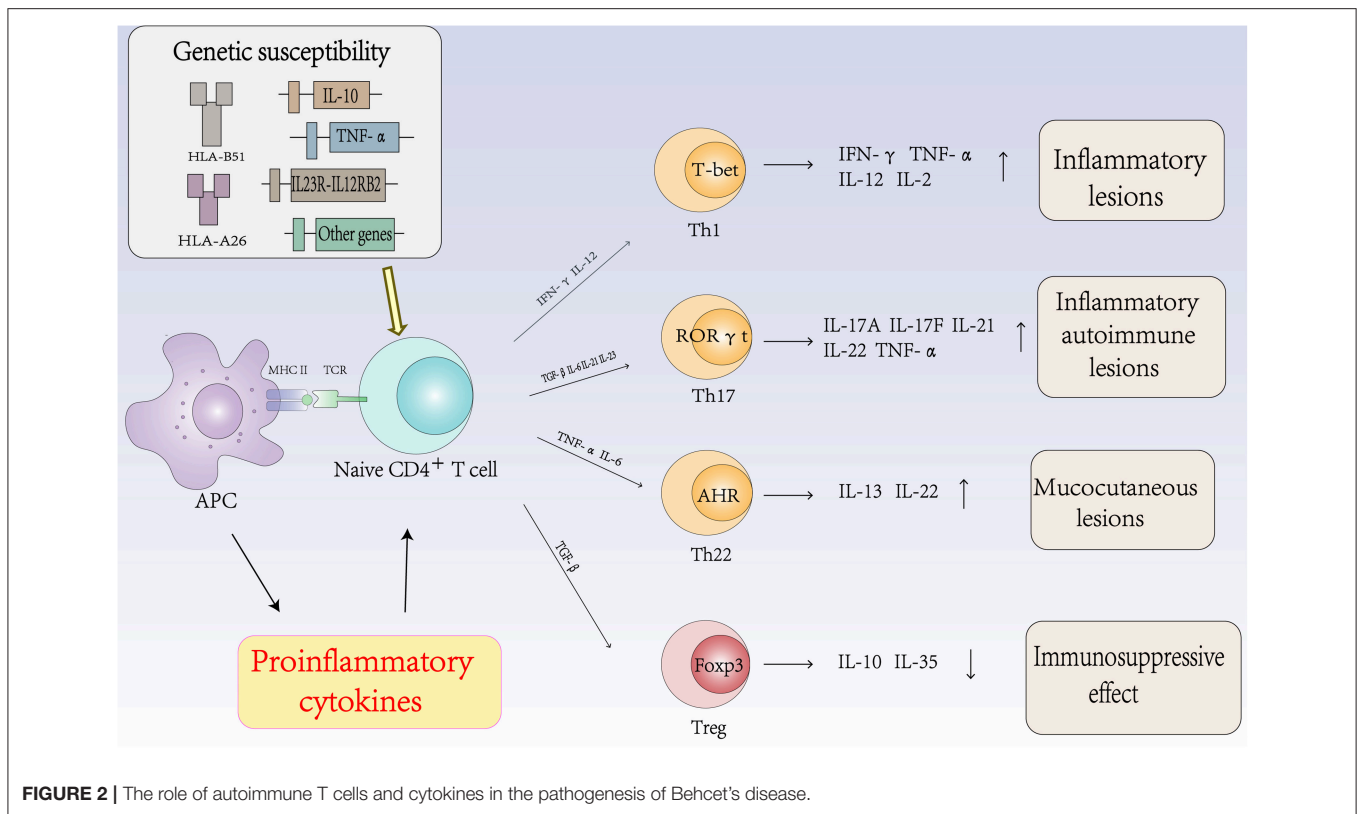 Genetic susceptibility
HLA-B51
HLA-A26
IL-10
TNF- α
IL23R-IL12RB2
Other genes
MHC II
TCR
APC
Naive CD4⁺ T cell
Proinflammatory
cytokines
IFN- γ IL-12
T-bet
Th1
IFN- γ TNF- α
IL-12 IL-2
↑
Inflammatory
lesions
TGF- β IL-6 IL-21 IL-23
ROR γ t
Th17
IL-17A IL-17F IL-21
IL-22 TNF- α
↑
Inflammatory
autoimmune
lesions
TNF- α IL-6
AHR
Th22
IL-13 IL-22
↑
Mucocutaneous
lesions
TGF- β
Foxp3
Treg
IL-10 IL-35
↓
Immunosuppressive
effect
FIGURE 2 | The role of autoimmune T cells and cytokines in the pathogenesis of Behcet's disease.